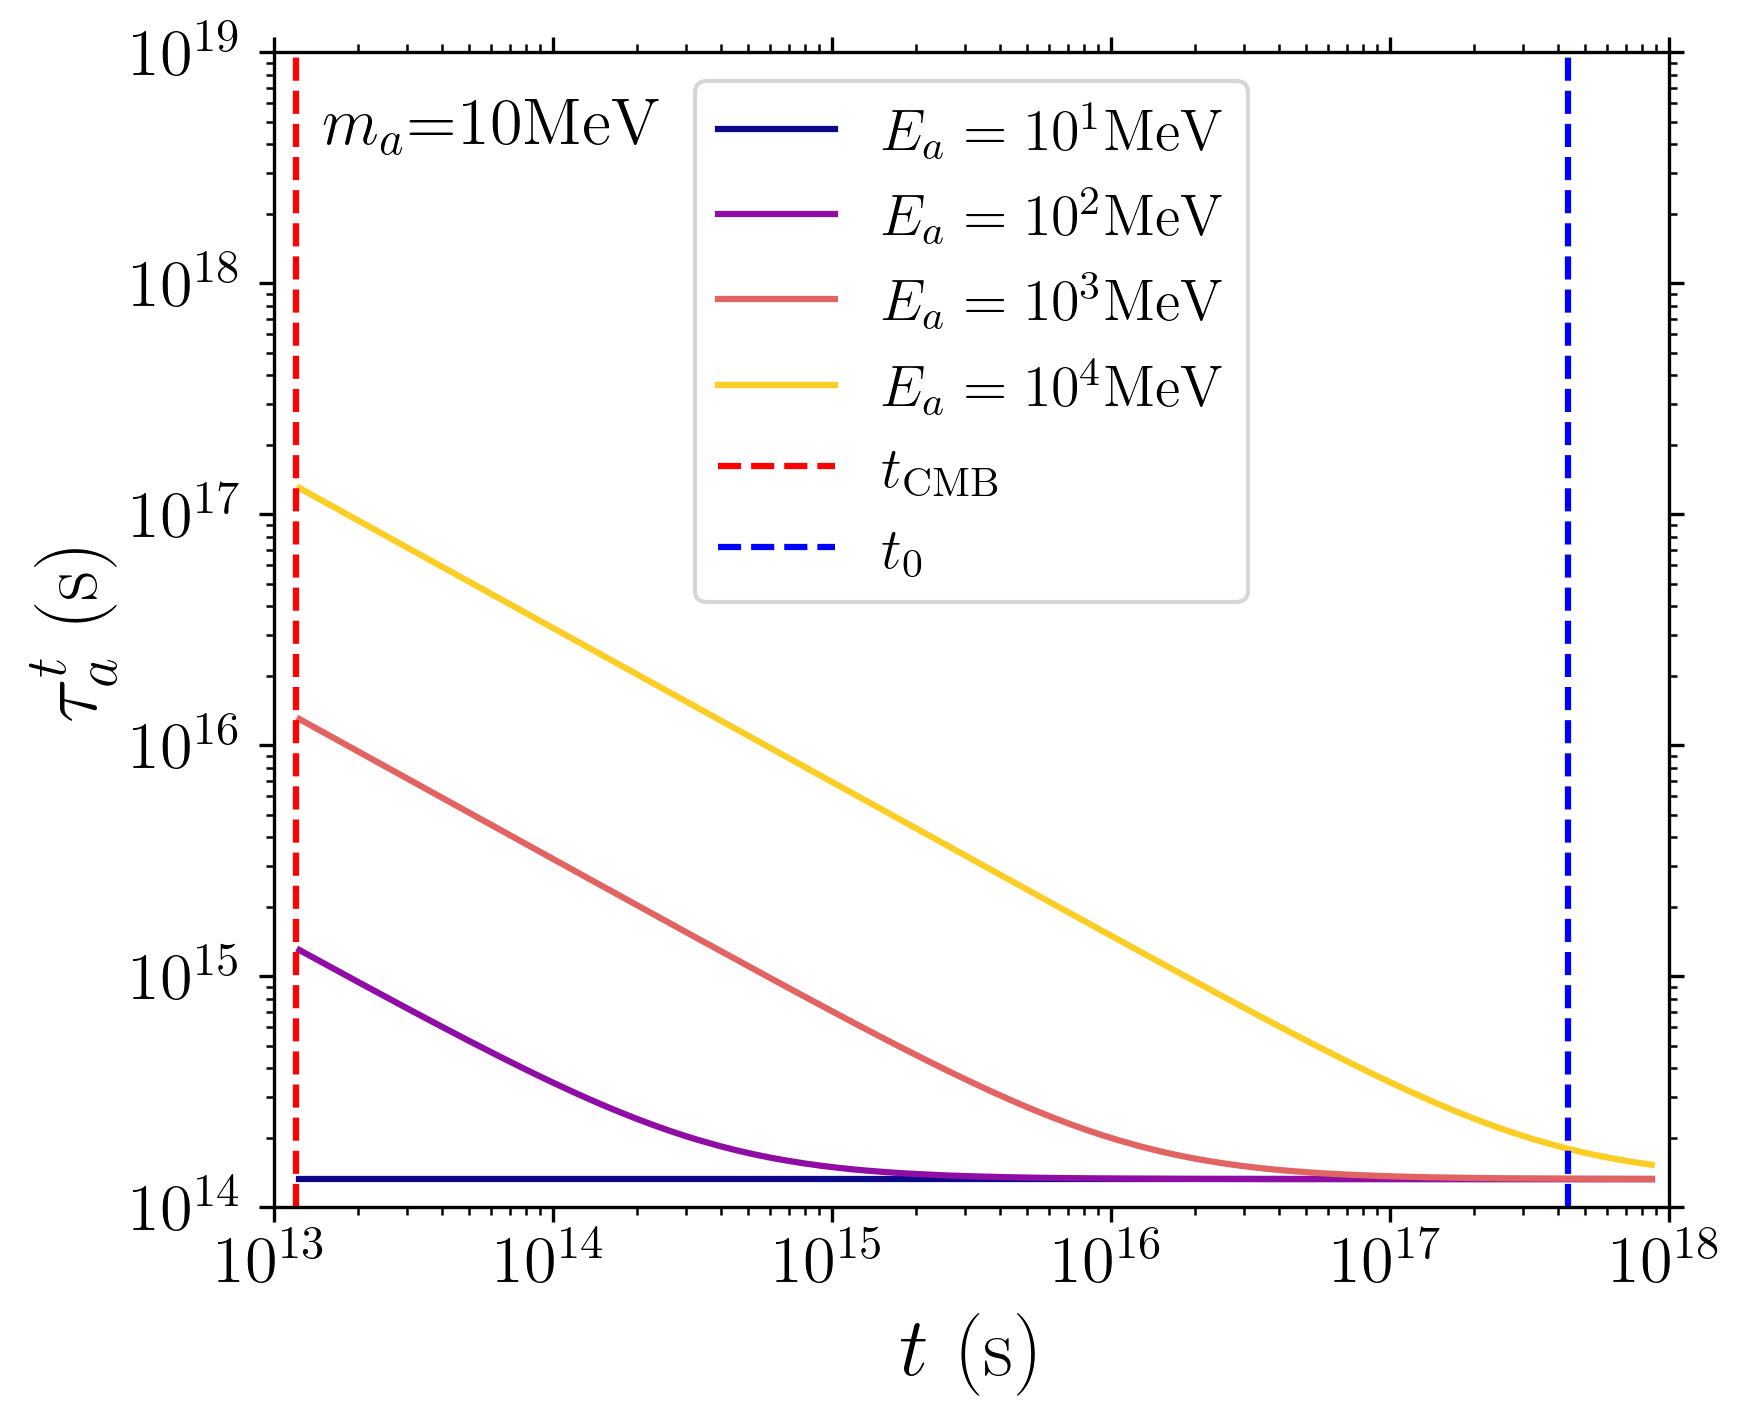 10^19
10^18
10^17
10^16
10^15
10^14
τ_a^t (s)
m_a=10MeV
E_a = 10^1MeV
E_a = 10^2MeV
E_a = 10^3MeV
E_a = 10^4MeV
t_CMB
t_0
10^13 10^14 10^15 10^16 10^17 10^18
t (s)